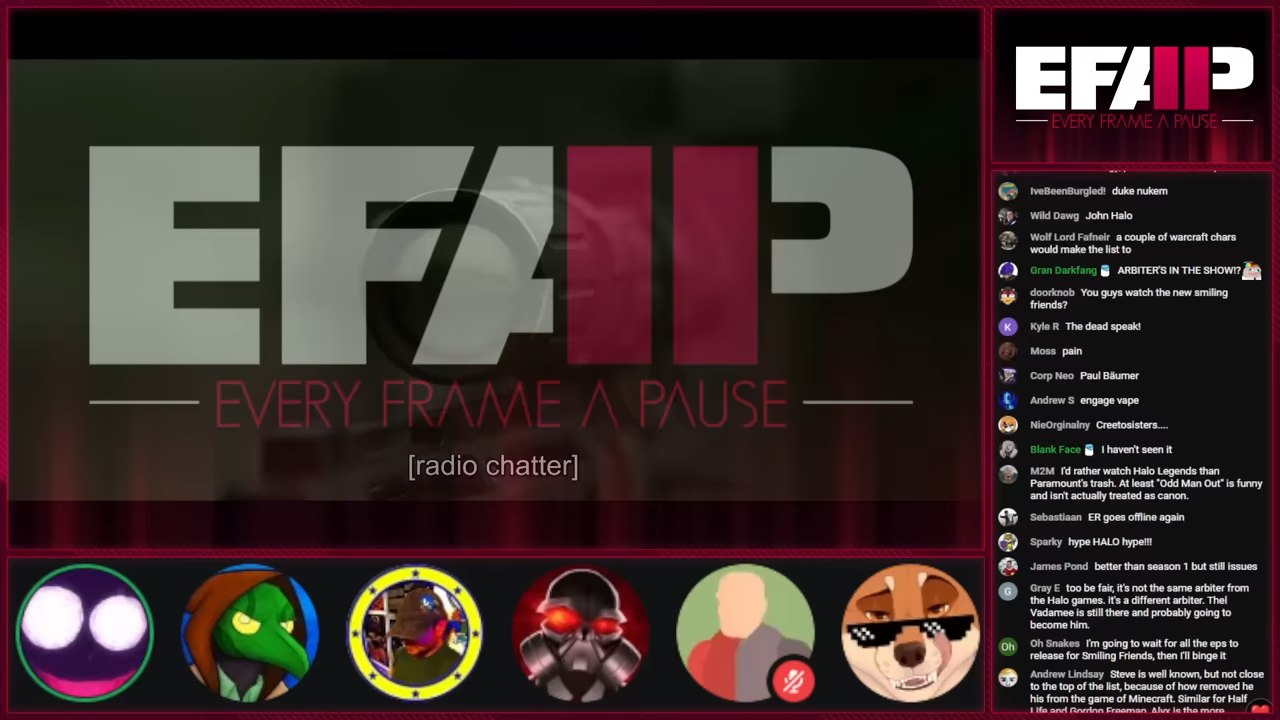 EFAP
EVERY FRAME A PAUSE
[radio chatter]
EFAP
EVERY FRAME A PAUSE
IveBeenBurgled! duke nukem
Wild Dawg John Halo
Wolf Lord Fafneir a couple of warcraft chars
would make the list to
Gran Darkfang ARBITER'S IN THE SHOW!?
doorknob You guys watch the new smiling
friends?
K
Kyle R The dead speak!
Moss pain
Corp Neo Paul Bäumer
Andrew S engage vape
NieOrginalny Creetosisters....
Blank Face I haven't seen it
M2M I'd rather watch Halo Legends than
Paramount's trash. At least "Odd Man Out" is funny
and isn't actually treated as canon.
Sebastiaan ER goes offline again
Sparky hype HALO hype!!!
James Pond better than season 1 but still issues
G
Gray E too be fair, it's not the same arbiter from
the Halo games. it's a different arbiter. Thel
Vadamee is still there and probably going to
become him.
Oh
Oh Snakes I'm going to wait for all the eps to
release for Smiling Friends, then I'll binge it
Andrew Lindsay Steve is well known, but not close
to the top of the list, because of how removed he
his from the game of Minecraft. Similar for Half
Life and Gordon Freeman. Alyx is the more